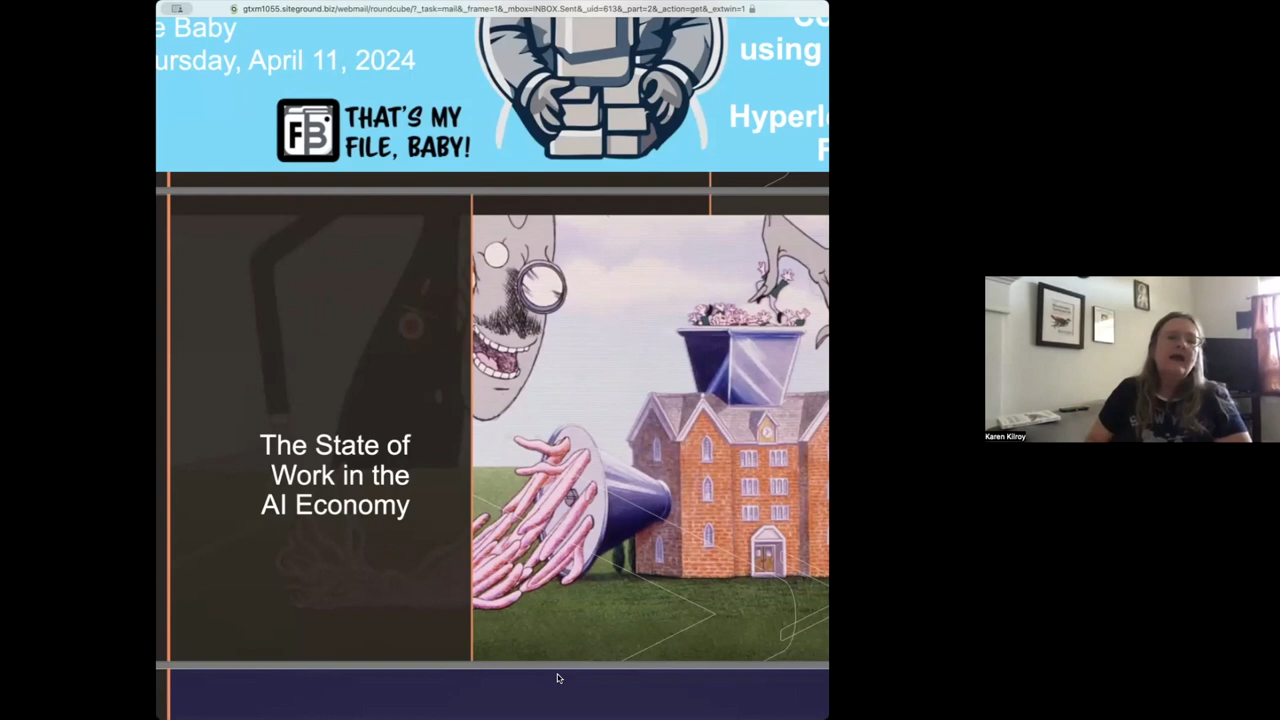 gtxm1055.siteground.biz/webmail/roundcube/?_task=mail&_frame=1&_mbox=INBOX.Sent&_uid=613&_part=2&_action=get&_extwin=1
e Baby
ursday, April 11, 2024
using
FB
THAT'S MY
FILE, BABY!
Hyperl
F
The State of
Work in the
AI Economy
Karen Kilroy